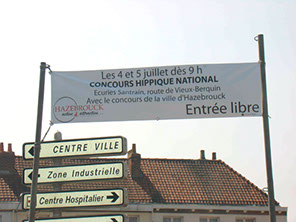 Les 4 et 5 juillet dès 9 h
CONCOURS HIPPIQUE NATIONAL
Ecuries Santrain, route de Vieux-Berquin
Avec le concours de la ville d'Hazebrouck
HAZEBROUCK
Entrée libre
CENTRE VILLE
Zone Industrielle
Centre Hospitalier